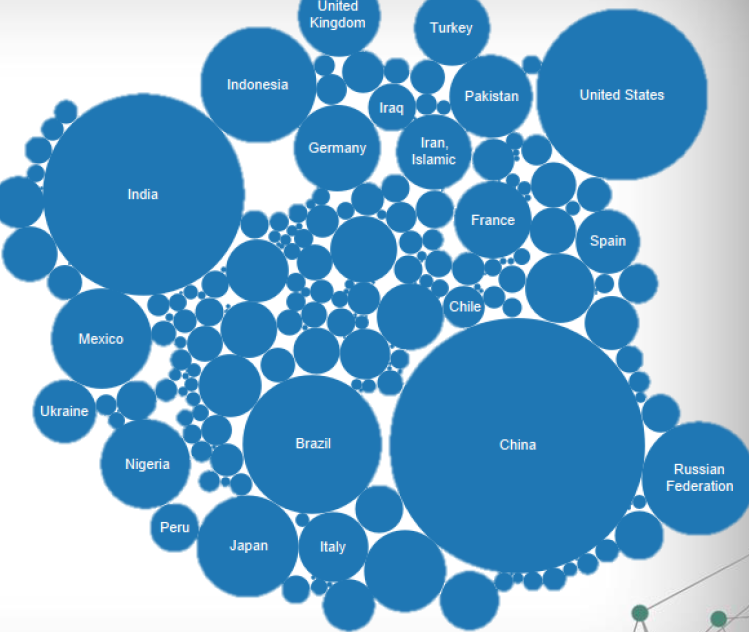 United
Kingdom
Turkey
Indonesia
Iraq
Pakistan
United States
Germany
Iran,
Islamic
India
France
Spain
Chile
Mexico
Ukraine
Brazil
China
Nigeria
Russian
Federation
Peru
Japan
Italy